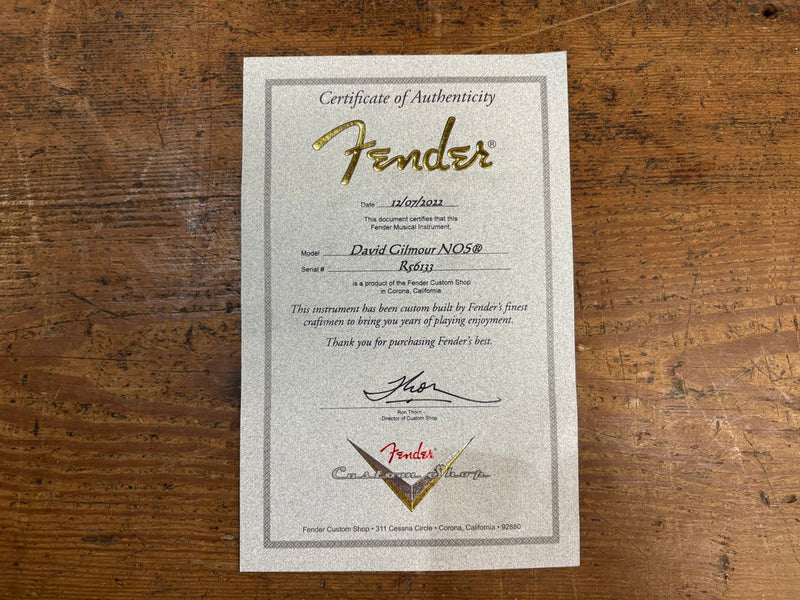 Certificate of Authenticity
Fender®
Date 12/07/2022
This document certifies that this
Fender Musical Instrument.
Model David Gilmour NOS®
Serial # R56133
is a product of the Fender Custom Shop
in Corona, California
This instrument has been custom built by Fender's finest
craftsmen to bring you years of playing enjoyment.
Thank you for purchasing Fender's best.
Thor
Ron Thorn
Director of Custom Shop
Fender®
Custom Shop
Fender Custom Shop • 311 Cessna Circle • Corona, California • 92880